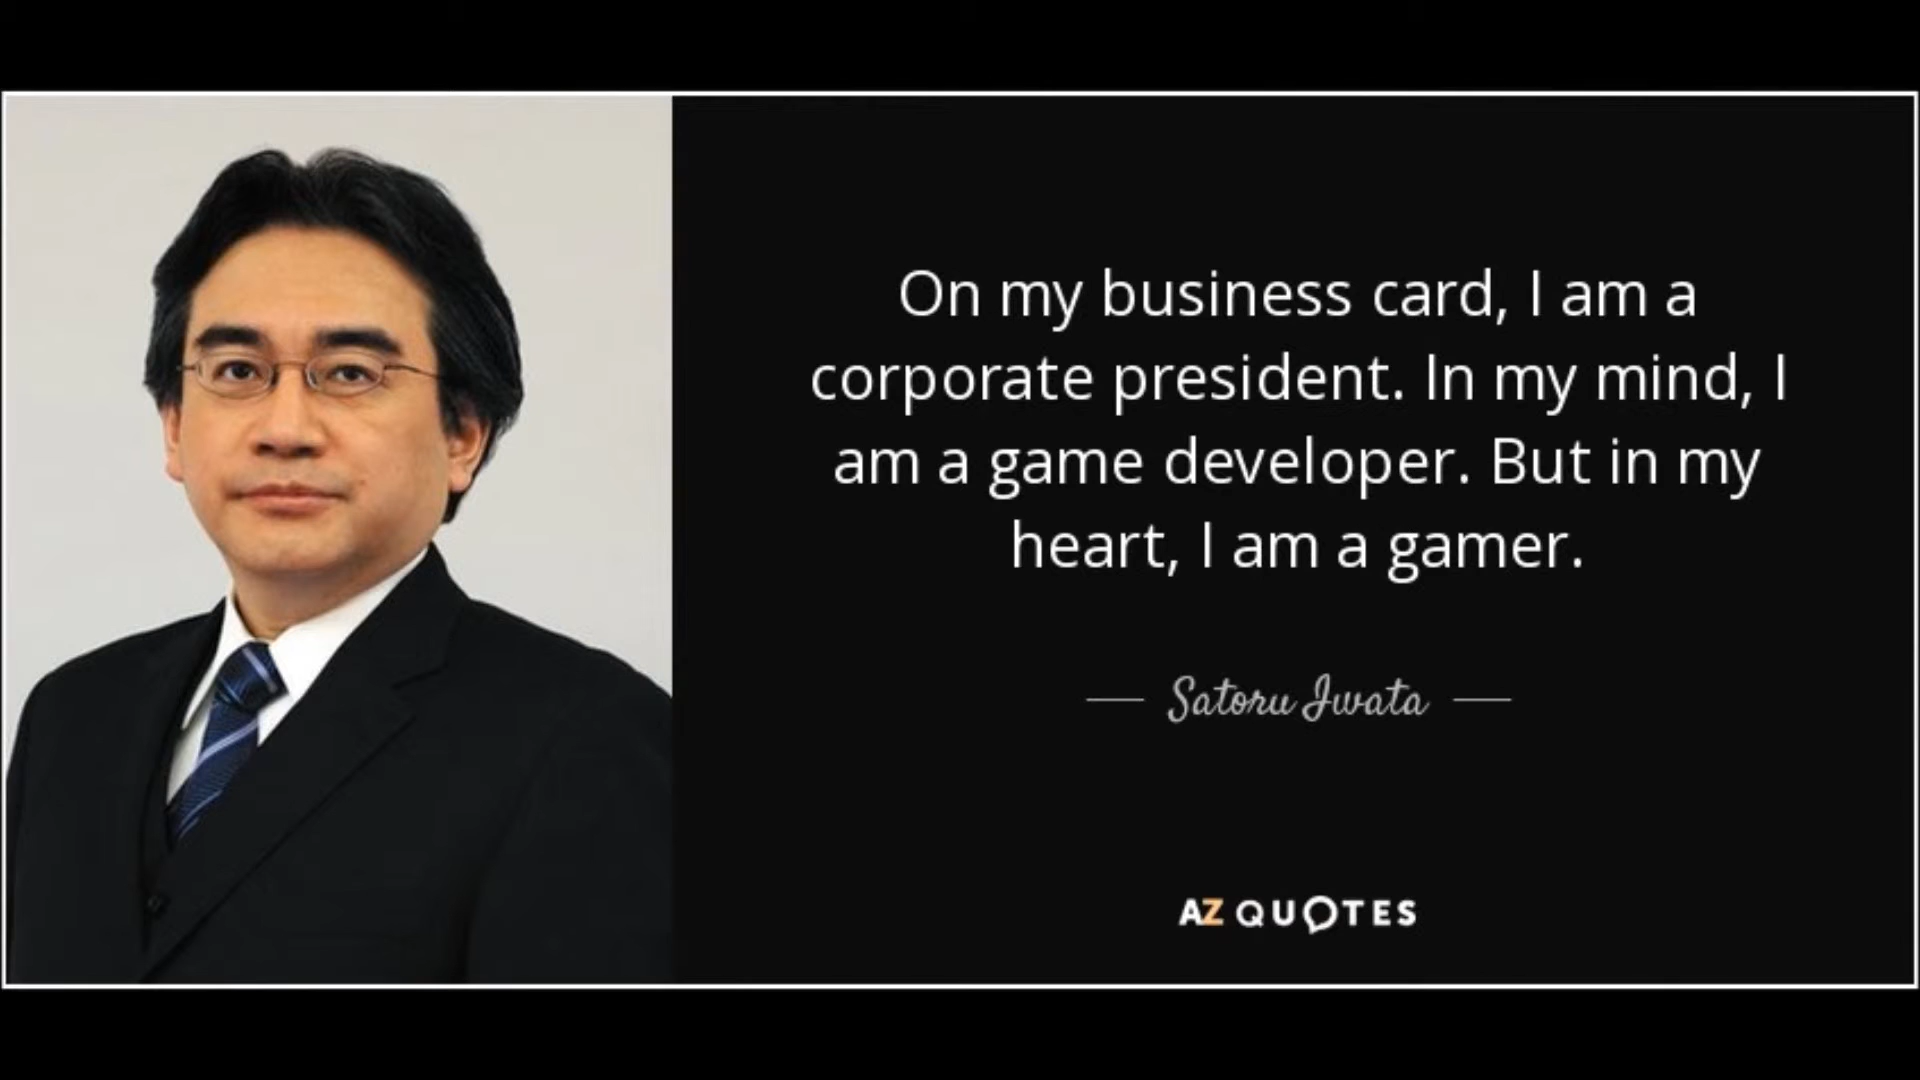 On my business card, I am a
corporate president. In my mind, I
am a game developer. But in my
heart, I am a gamer.
Satoru Iwata
AZ QUOTES